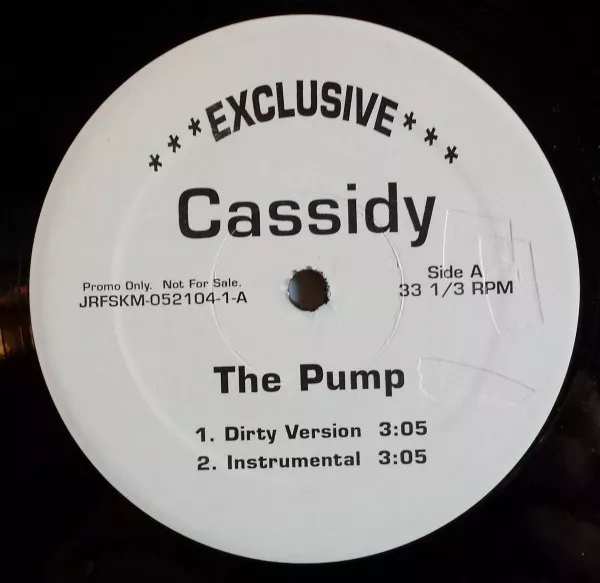 ***EXCLUSIVE***
Cassidy
Promo Only. Not For Sale.
JRFSKM-052104-1-A
Side A
33 1/3 RPM
The Pump
1. Dirty Version 3:05
2. Instrumental 3:05